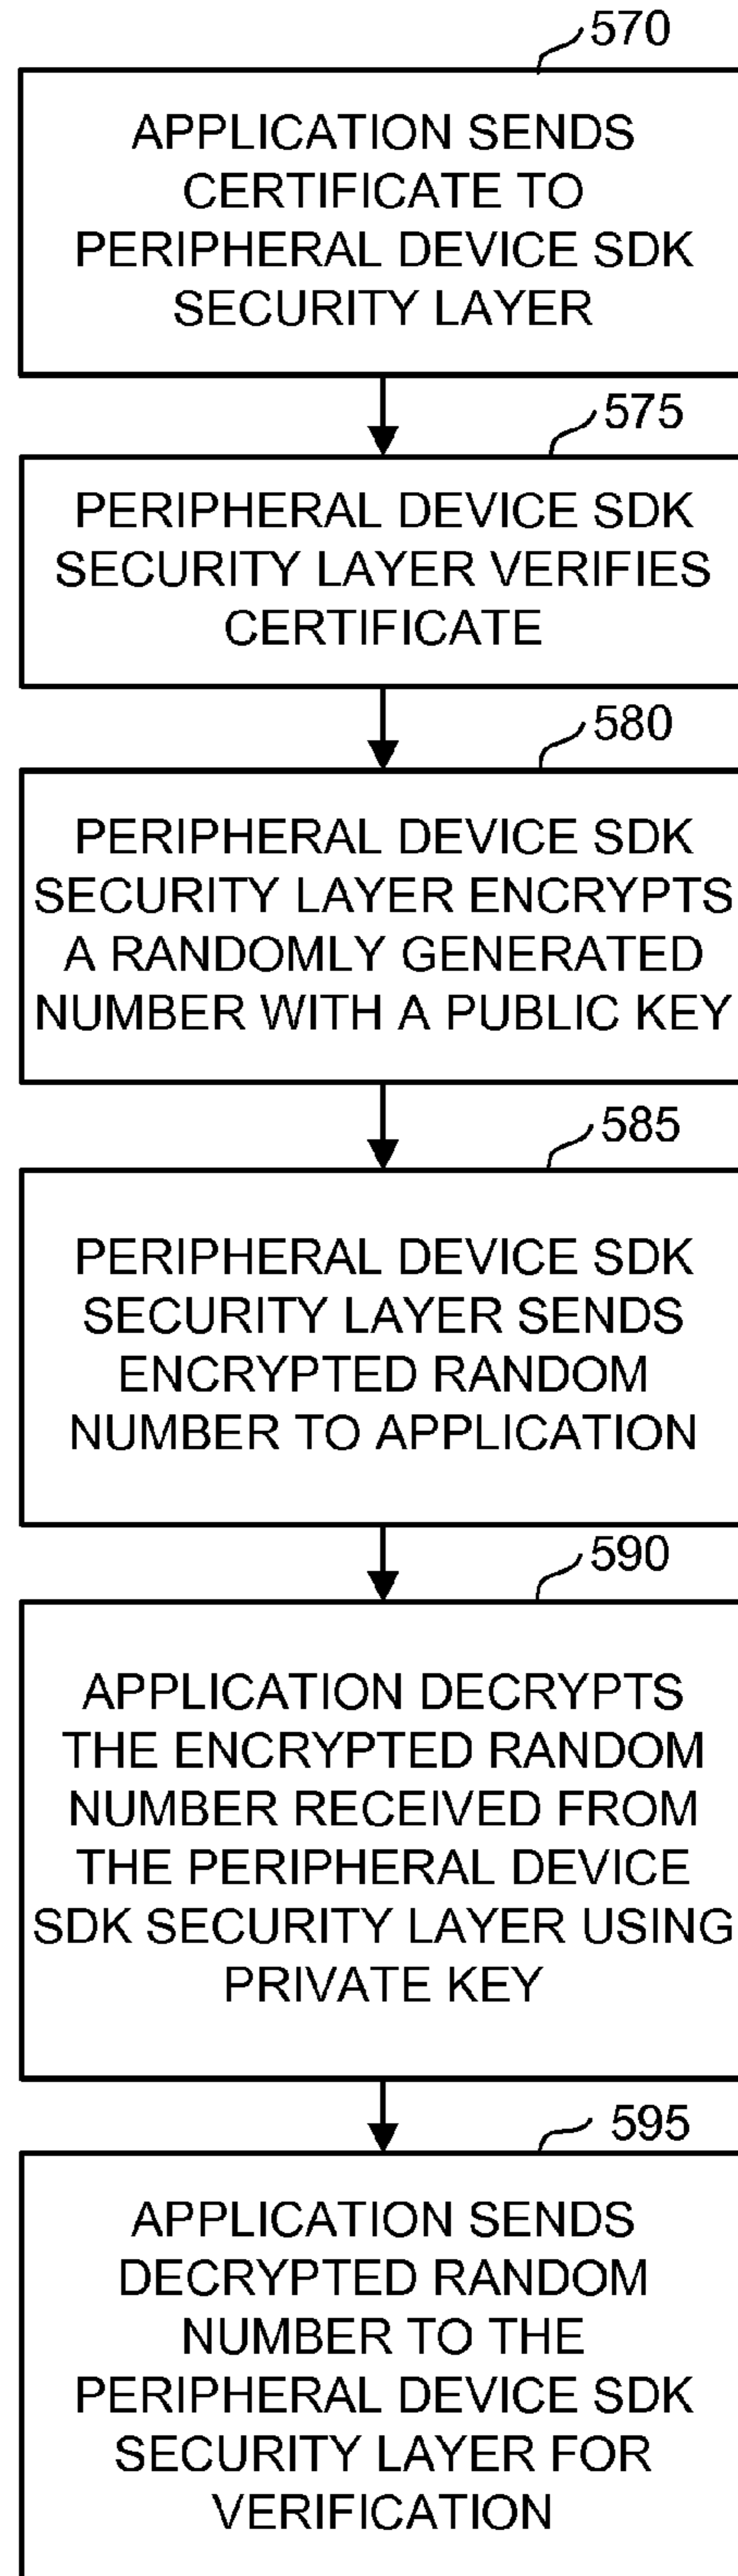 570
APPLICATION SENDS
CERTIFICATE TO
PERIPHERAL DEVICE SDK
SECURITY LAYER
575
PERIPHERAL DEVICE SDK
SECURITY LAYER VERIFIES
CERTIFICATE
580
PERIPHERAL DEVICE SDK
SECURITY LAYER ENCRYPTS
A RANDOMLY GENERATED
NUMBER WITH A PUBLIC KEY
585
PERIPHERAL DEVICE SDK
SECURITY LAYER SENDS
ENCRYPTED RANDOM
NUMBER TO APPLICATION
590
APPLICATION DECRYPTS
THE ENCRYPTED RANDOM
NUMBER RECEIVED FROM
THE PERIPHERAL DEVICE
SDK SECURITY LAYER USING
PRIVATE KEY
595
APPLICATION SENDS
DECRYPTED RANDOM
NUMBER TO THE
PERIPHERAL DEVICE SDK
SECURITY LAYER FOR
VERIFICATION